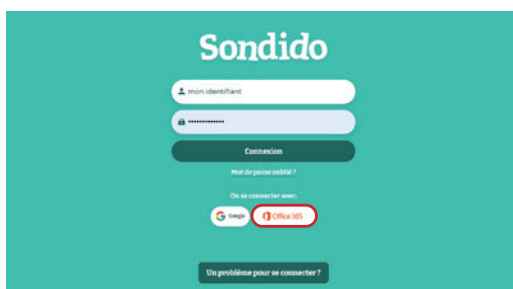 Sondido
mon.identifiant
•••••••••••••
Connexion
Mot de passe oublié ?
Ou se connecter avec:
Google Office 365
Un problème pour se connecter ?